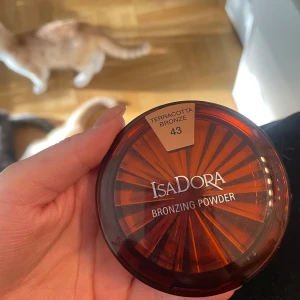 TERRACOTTA
BRONZE
43
ISADORA
BRONZING POWDER